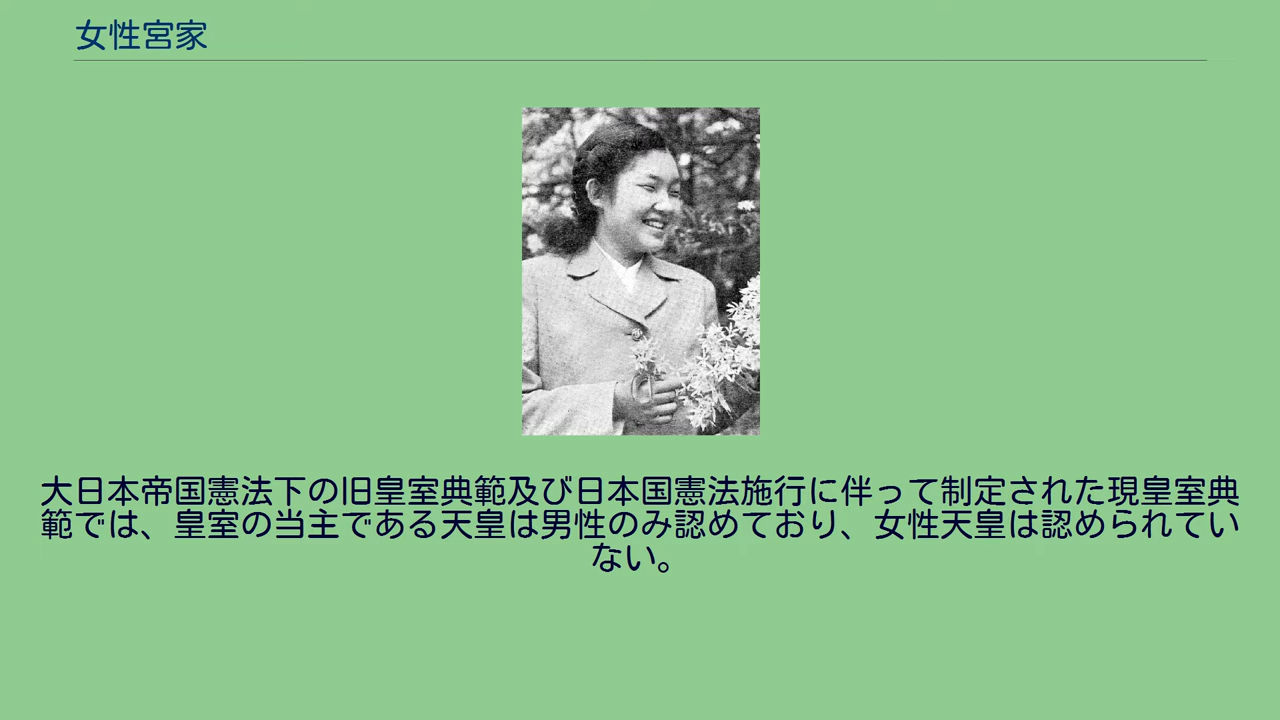 女性宮家
大日本帝国憲法下の旧皇室典範及び日本国憲法施行に伴って制定された現皇室典
範では、皇室の当主である天皇は男性のみ認めており、女性天皇は認められてい
ない。